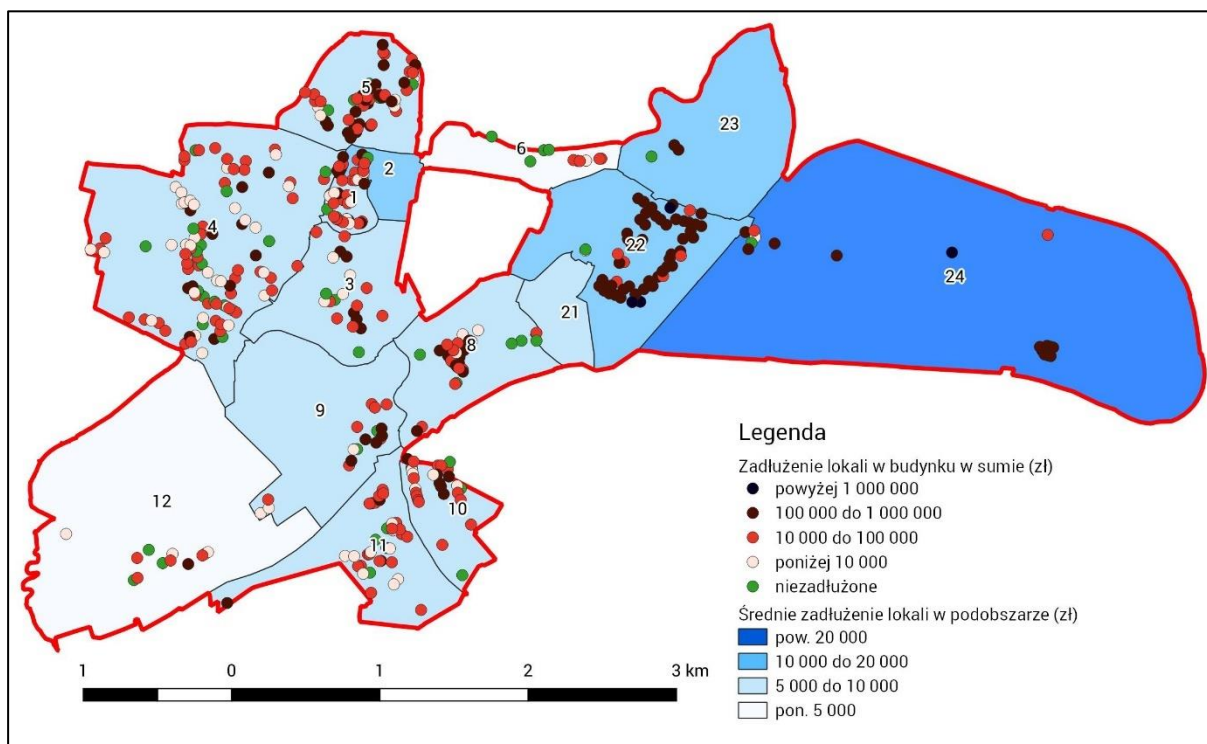 5
23
6
2
1
4
22
24
3
21
8
9
12
10
11
Legenda
Zadłużenie lokali w budynku w sumie (zł)
powyżej 1 000 000
100 000 do 1 000 000
10 000 do 100 000
poniżej 10 000
niezadłużone
Średnie zadłużenie lokali w podobszarze (zł)
pow. 20 000
10 000 do 20 000
5 000 do 10 000
pon. 5 000
1 0 1 2 3 km